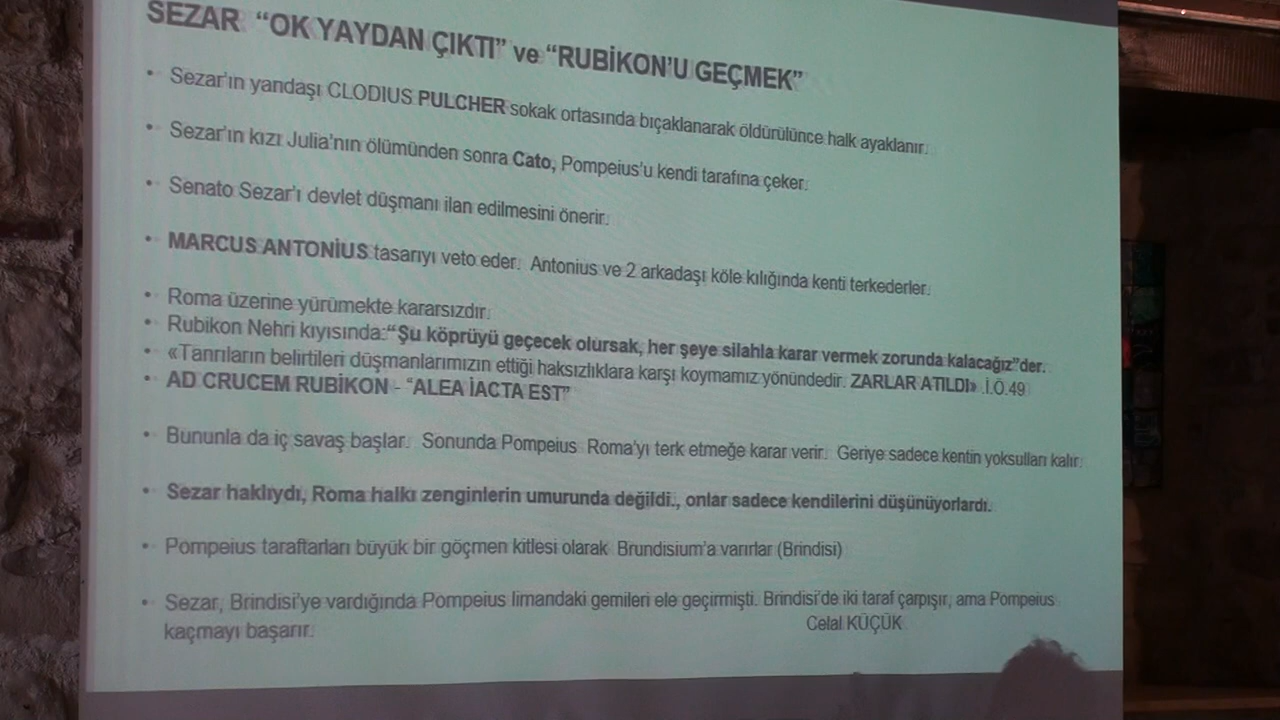 SEZAR “OK YAYDAN ÇIKTI” ve “RUBİKON’U GEÇMEK”
• Sezar’ın yandaşı CLODIUS PULCHER sokak ortasında bıçaklanarak öldürülünce halk ayaklanır.
• Sezar’ın kızı Julia’nın ölümünden sonra Cato, Pompeius’u kendi tarafına çeker.
• Senato Sezar’ı devlet düşmanı ilan edilmesini önerir.
• MARCUS ANTONİUS tasarıyı veto eder. Antonius ve 2 arkadaşı köle kılığında kenti terkederler.
• Roma üzerine yürümekte kararsızdır.
• Rubikon Nehri kıyısında:“Şu köprüyü geçecek olursak, her şeye silahla karar vermek zorunda kalacağız”der.
• «Tanrıların belirtileri düşmanlarımızın ettiği haksızlıklara karşı koymamız yönündedir. ZARLAR ATILDI» .İ.Ö.49
• AD CRUCEM RUBİKON - “ALEA İACTA EST”
• Bununla da iç savaş başlar. Sonunda Pompeius Roma’yı terk etmeğe karar verir. Geriye sadece kentin yoksulları kalır.
• Sezar haklıydı, Roma halkı zenginlerin umurunda değildi., onlar sadece kendilerini düşünüyorlardı.
• Pompeius taraftarları büyük bir göçmen kitlesi olarak Brundisium’a varırlar (Brindisi)
• Sezar, Brindisi’ye vardığında Pompeius limandaki gemileri ele geçirmişti. Brindisi’de iki taraf çarpışır, ama Pompeius
kaçmayı başarır. Celal KÜÇÜK